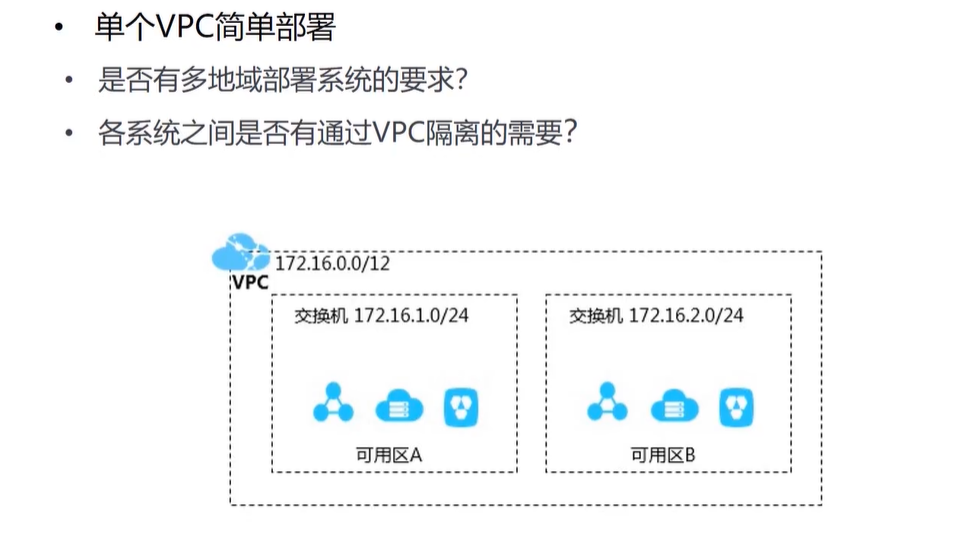 • 单个VPC简单部署
• 是否有多地域部署系统的要求?
• 各系统之间是否有通过VPC隔离的需要?
172.16.0.0/12
VPC
交换机 172.16.1.0/24
交换机 172.16.2.0/24
可用区A
可用区B